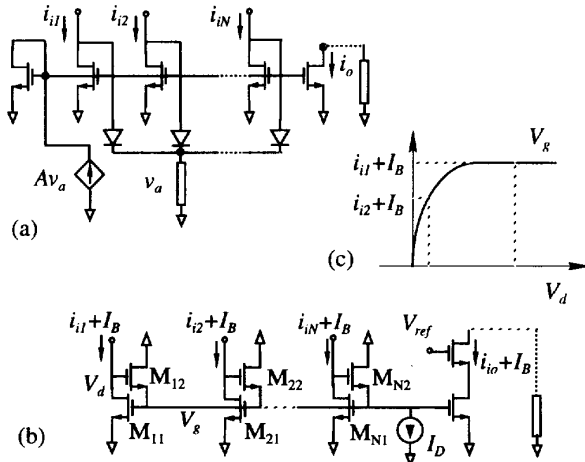 i_{i1}
i_{i2}
i_{iN}
i_o
Av_a
v_a
(a)
i_{i1}+I_B
i_{i2}+I_B
V_g
V_d
(c)
i_{i1}+I_B
i_{i2}+I_B
i_{iN}+I_B
V_{ref}
M_{12}
M_{22}
M_{N2}
i_{io}+I_B
V_d
V_g
M_{11}
M_{21}
M_{N1}
I_D
(b)